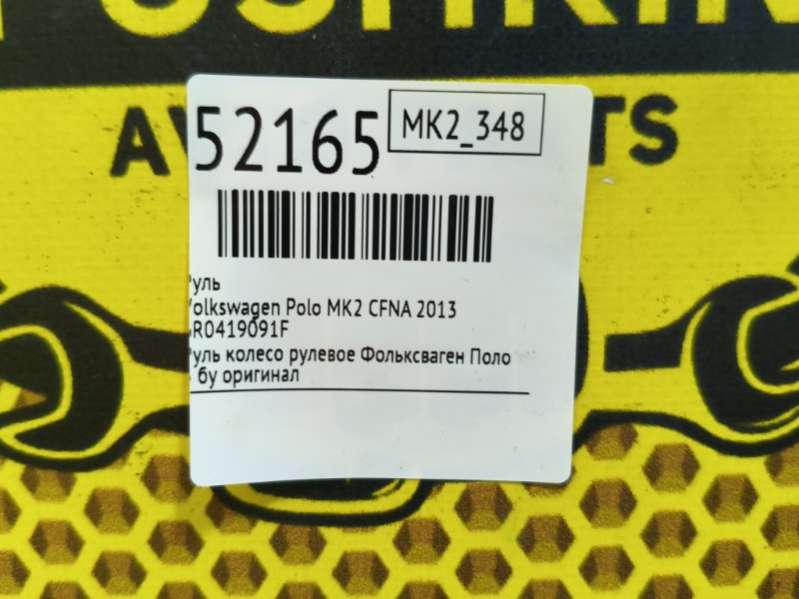 52165
MK2_348
уль
olkswagen Polo MK2 CFNA 2013
R0419091F
уль колесо рулевое Фольксваген Поло
бу оригинал